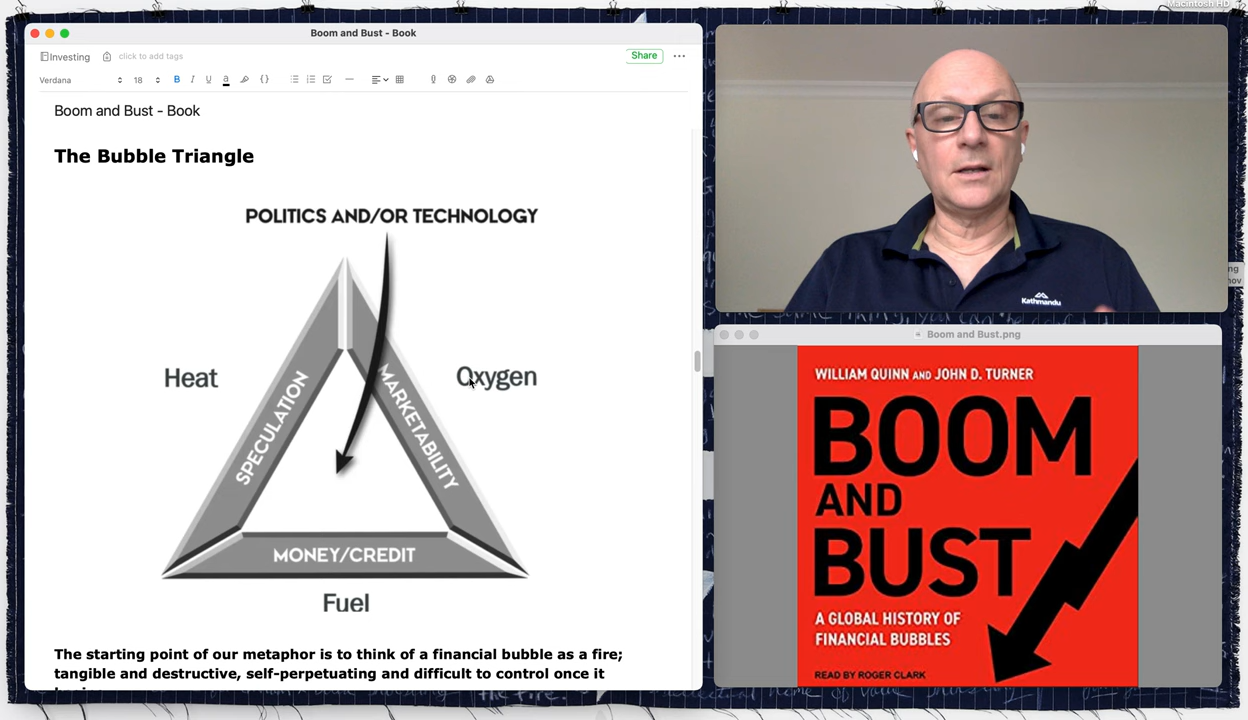 Macintosh HD
Boom and Bust - Book
Investing
click to add tags
Share
Verdana
18
B I U a
Boom and Bust - Book
The Bubble Triangle
POLITICS AND/OR TECHNOLOGY
Heat
Oxygen
SPECULATION
MARKETABILITY
MONEY/CREDIT
Fuel
The starting point of our metaphor is to think of a financial bubble as a fire;
tangible and destructive, self-perpetuating and difficult to control once it
Kathmandu
Boom and Bust.png
WILLIAM QUINN AND JOHN D. TURNER
BOOM
AND
BUST
A GLOBAL HISTORY OF
FINANCIAL BUBBLES
READ BY ROGER CLARK